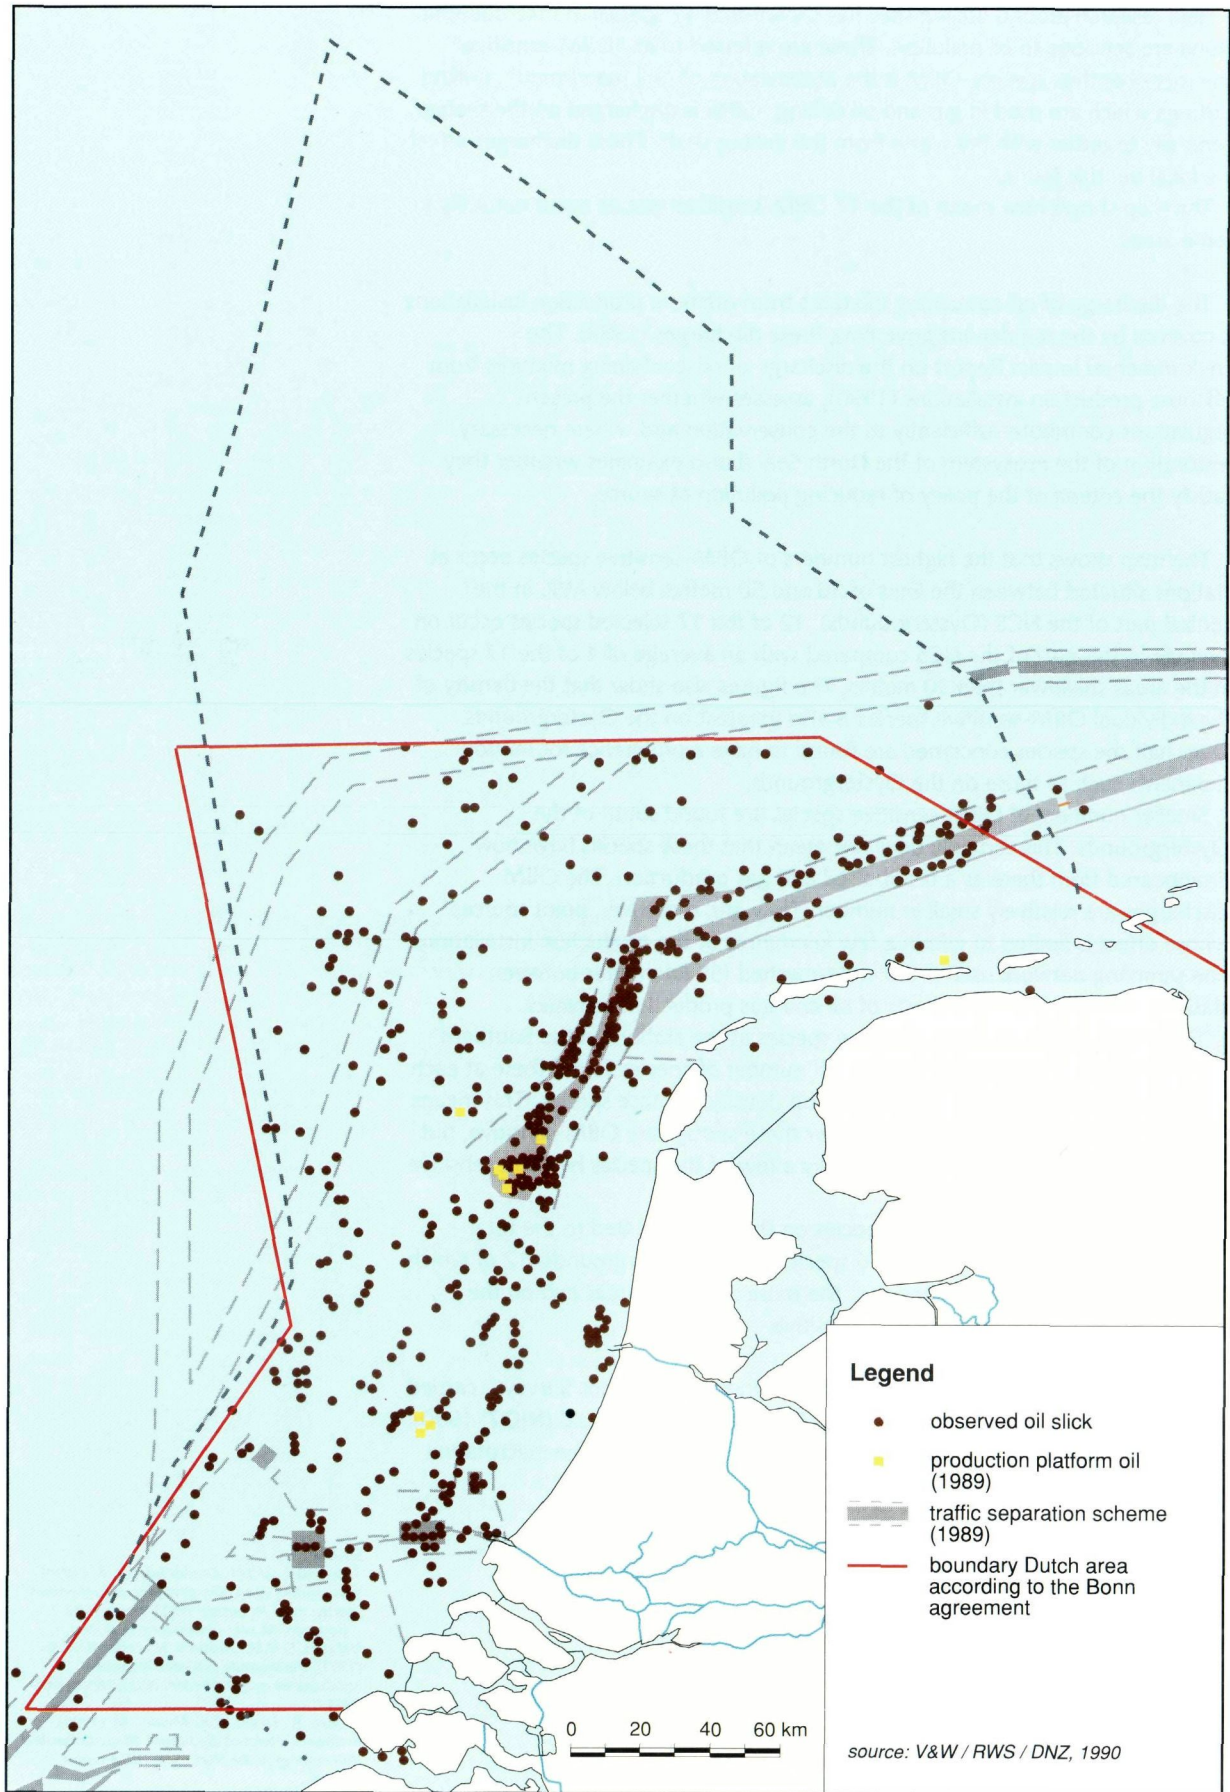 Legend
observed oil slick
production platform oil
(1989)
traffic separation scheme
(1989)
boundary Dutch area
according to the Bonn
agreement
0 20 40 60 km
source: V&W / RWS / DNZ, 1990